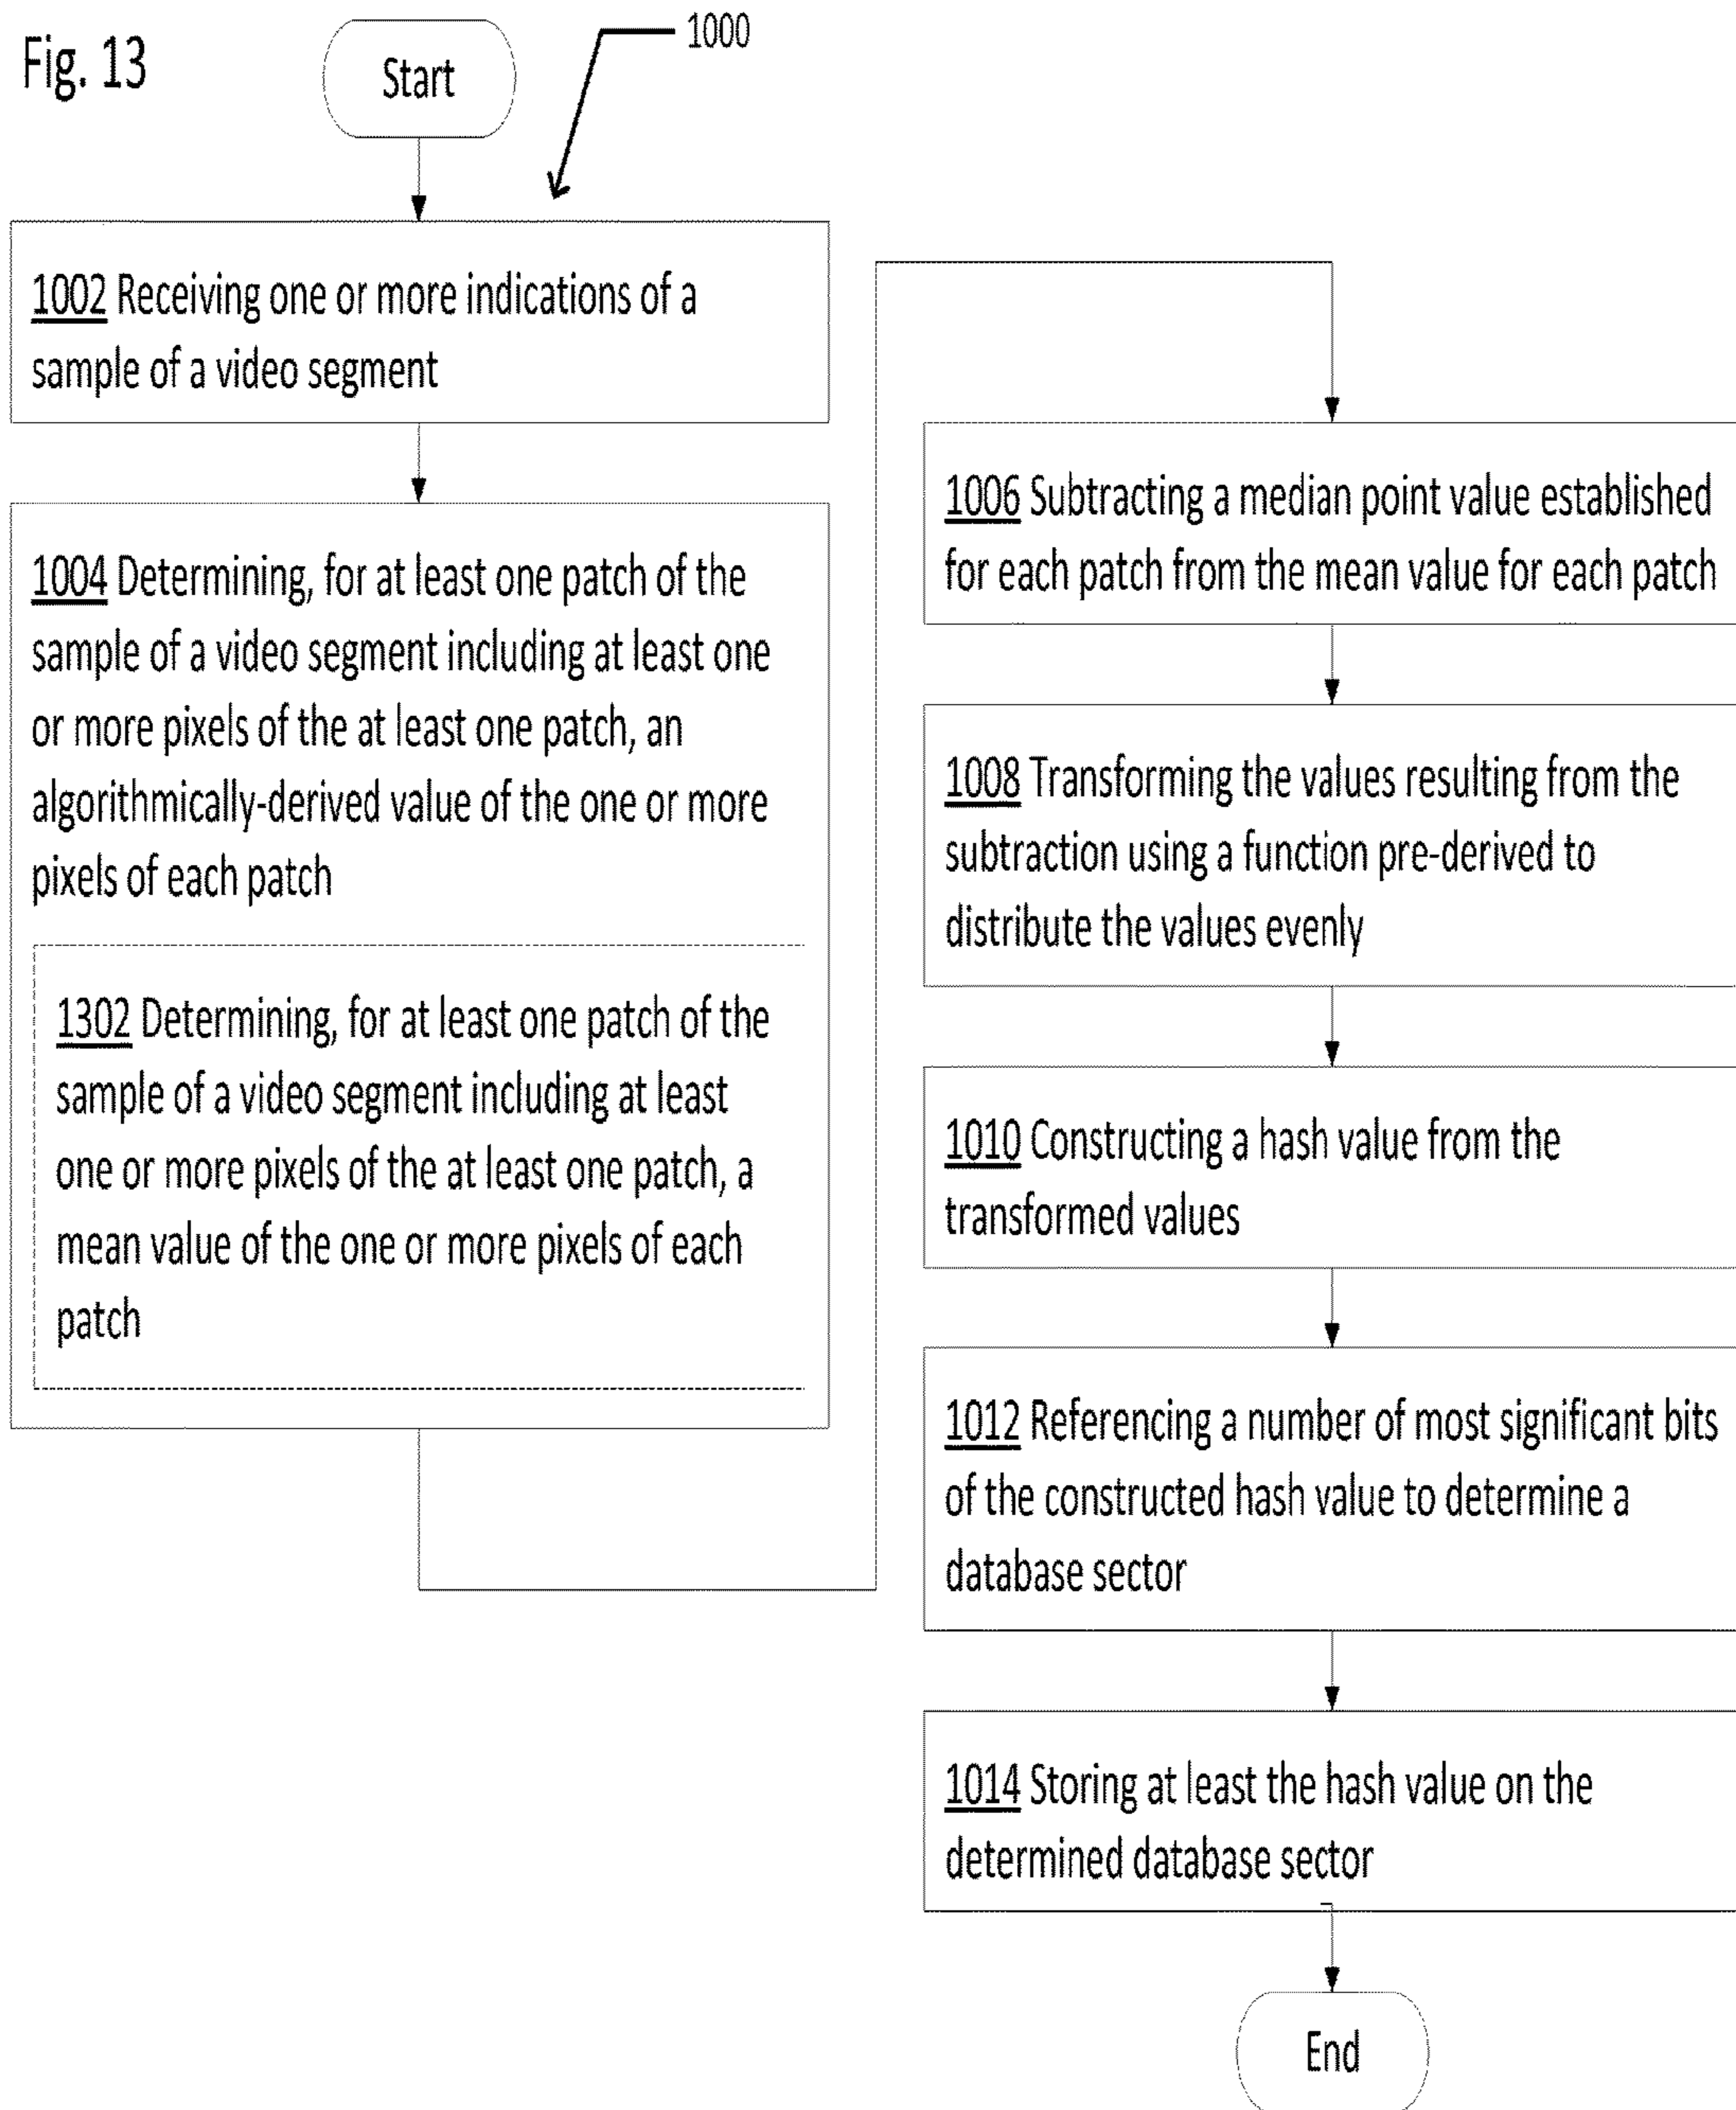 Fig. 13
Start
1000
1002 Receiving one or more indications of a
sample of a video segment
1004 Determining, for at least one patch of the
sample of a video segment including at least one
or more pixels of the at least one patch, an
algorithmically-derived value of the one or more
pixels of each patch
1302 Determining, for at least one patch of the
sample of a video segment including at least
one or more pixels of the at least one patch, a
mean value of the one or more pixels of each
patch
1006 Subtracting a median point value established
for each patch from the mean value for each patch
1008 Transforming the values resulting from the
subtraction using a function pre-derived to
distribute the values evenly
1010 Constructing a hash value from the
transformed values
1012 Referencing a number of most significant bits
of the constructed hash value to determine a
database sector
1014 Storing at least the hash value on the
determined database sector
End